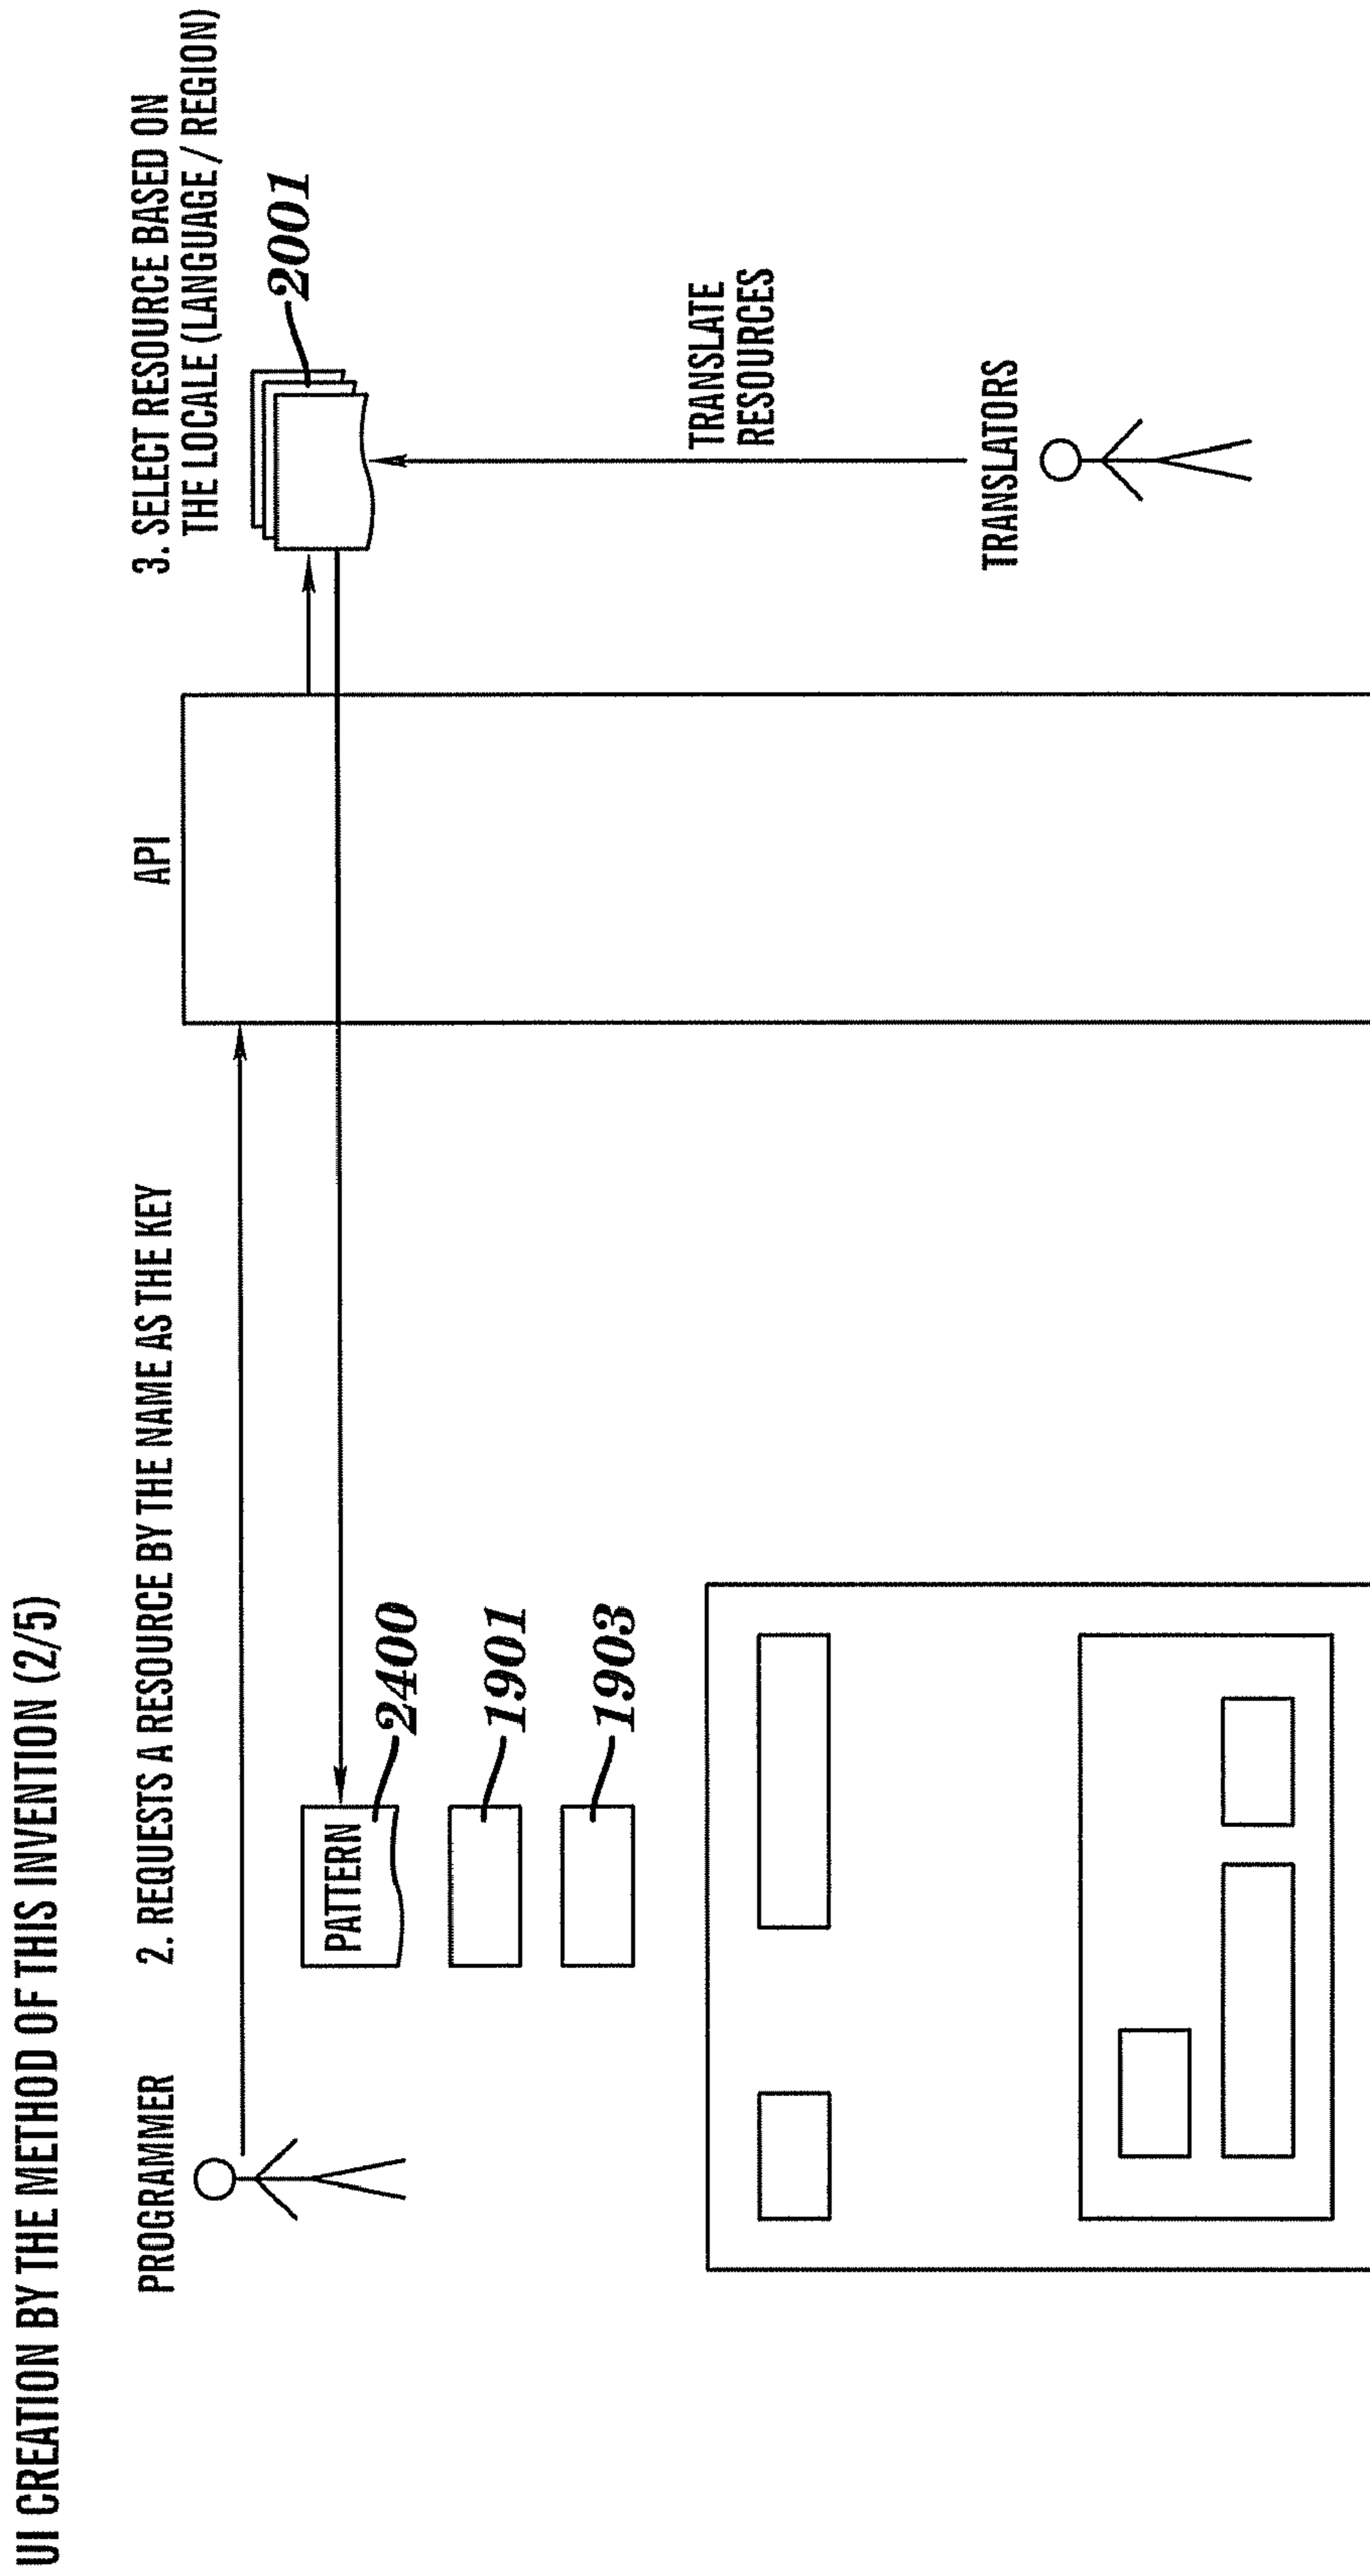 UI CREATION BY THE METHOD OF THIS INVENTION (2/5)
PROGRAMMER
2. REQUESTS A RESOURCE BY THE NAME AS THE KEY
API
3. SELECT RESOURCE BASED ON
THE LOCALE (LANGUAGE / REGION)
2001
PATTERN
2400
1901
1903
TRANSLATE
RESOURCES
TRANSLATORS